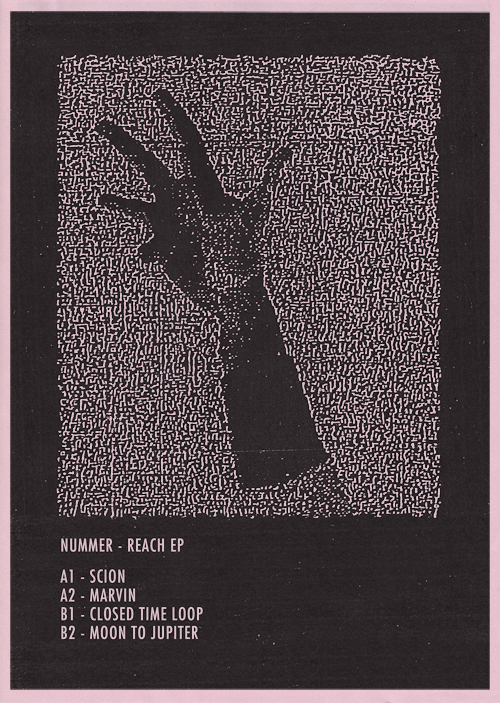 NUMMER - REACH EP
A1 - SCION
A2 - MARVIN
B1 - CLOSED TIME LOOP
B2 - MOON TO JUPITER